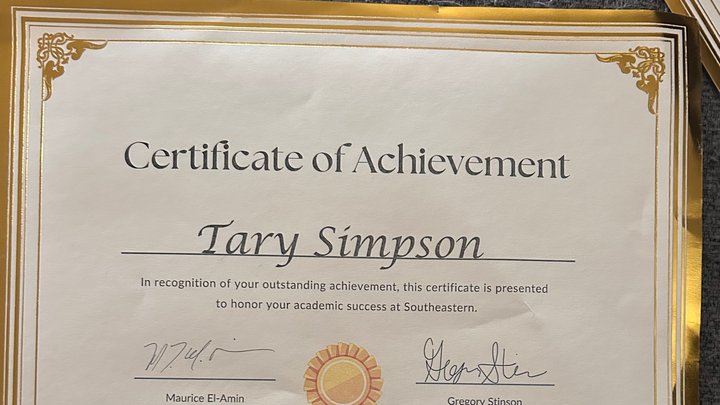 Certificate of Achievement
Tary Simpson
In recognition of your outstanding achievement, this certificate is presented
to honor your academic success at Southeastern.
Maurice El-Amin
Gregory Stinson